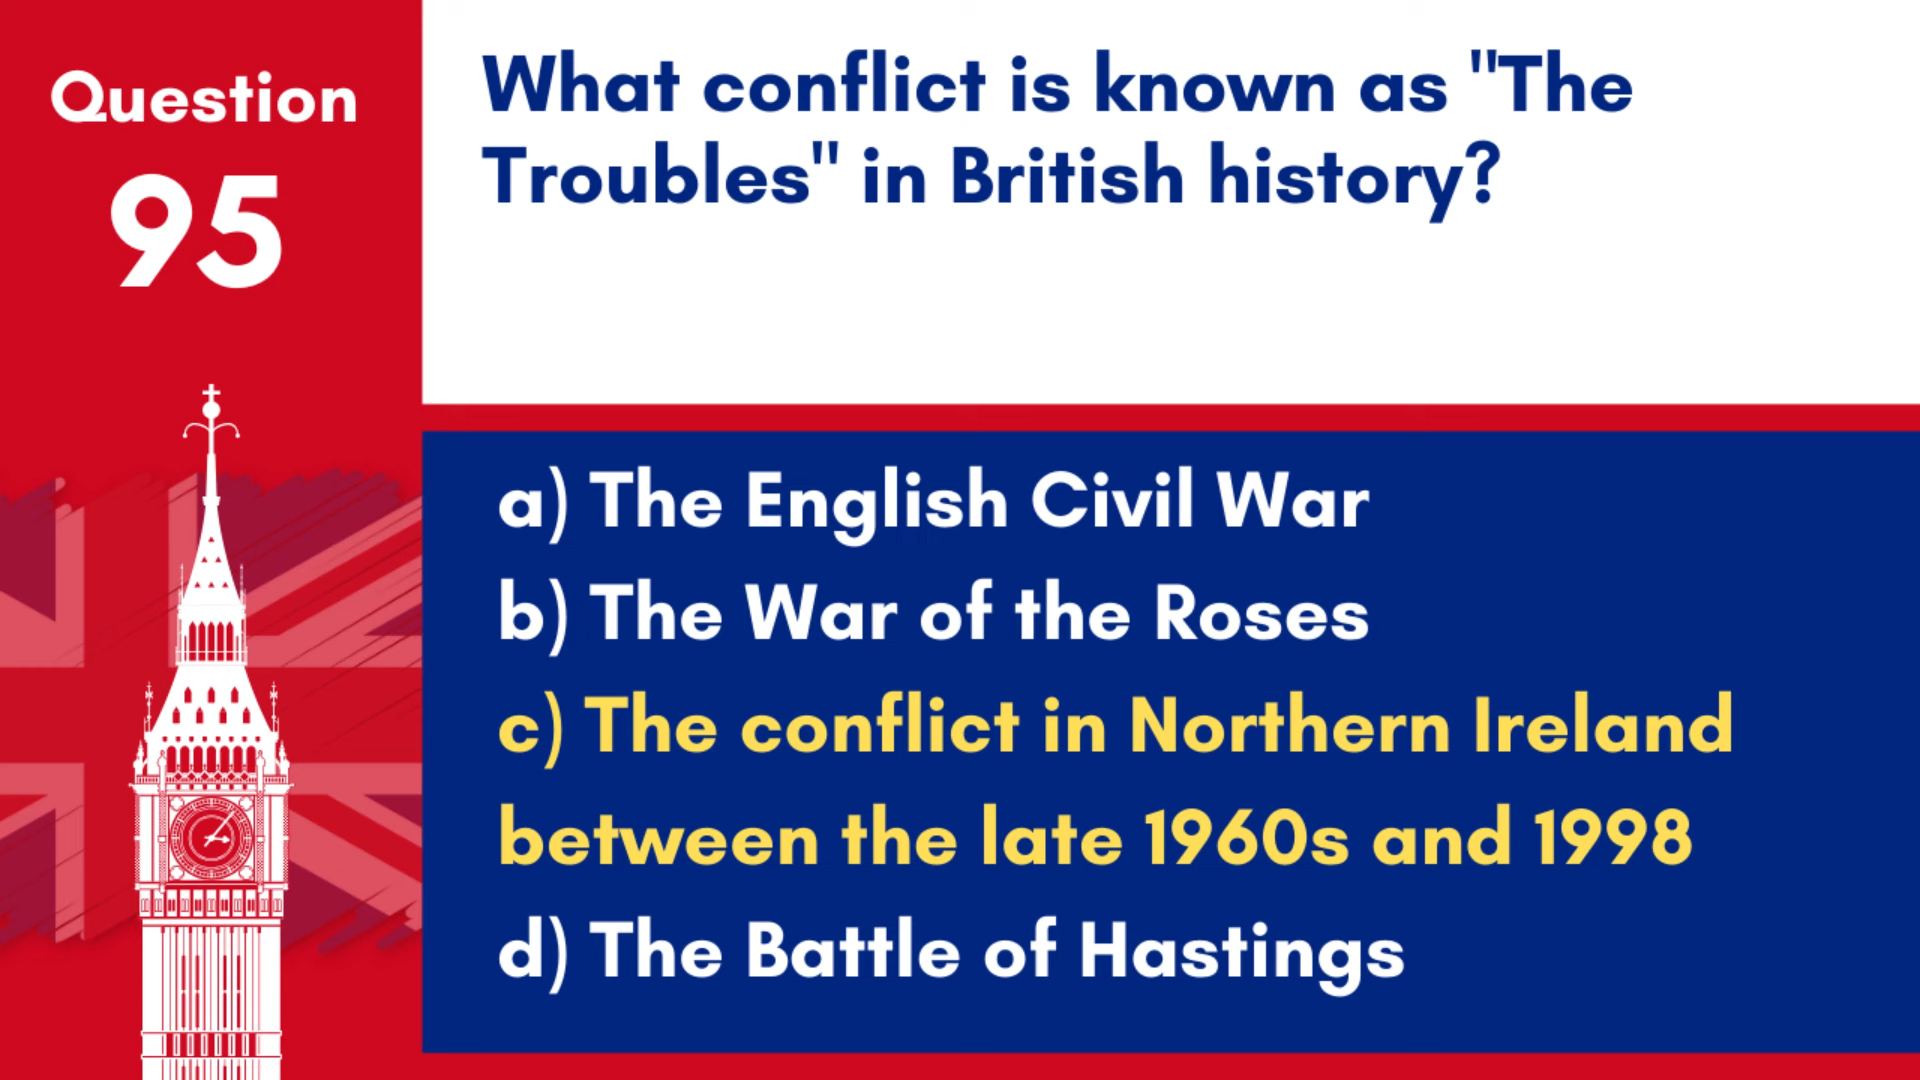 Question
95
What conflict is known as "The
Troubles" in British history?
a) The English Civil War
b) The War of the Roses
c) The conflict in Northern Ireland
between the late 1960s and 1998
d) The Battle of Hastings